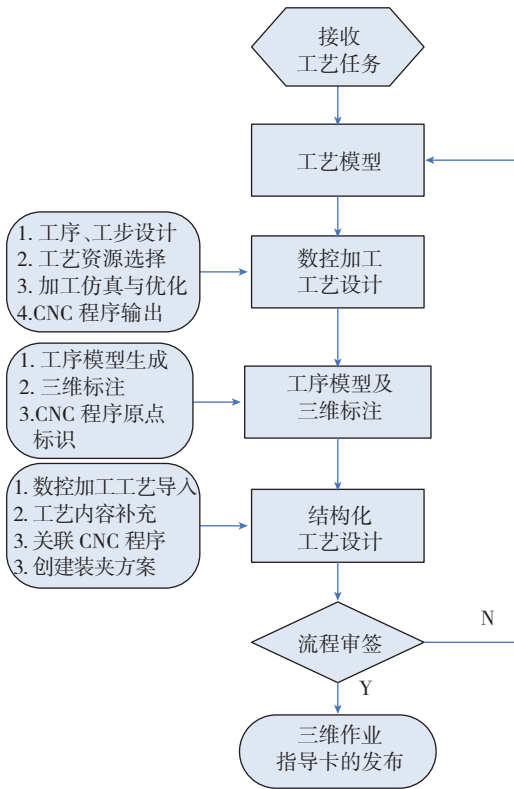 接收
工艺任务
工艺模型
1. 工序、工步设计
2. 工艺资源选择
3. 加工仿真与优化
4.CNC 程序输出
数控加工
工艺设计
1. 工序模型生成
2. 三维标注
3.CNC 程序原点
标识
工序模型及
三维标注
1. 数控加工工艺导入
2. 工艺内容补充
3. 关联 CNC 程序
3. 创建装夹方案
结构化
工艺设计
流程审签
N
Y
三维作业
指导卡的发布